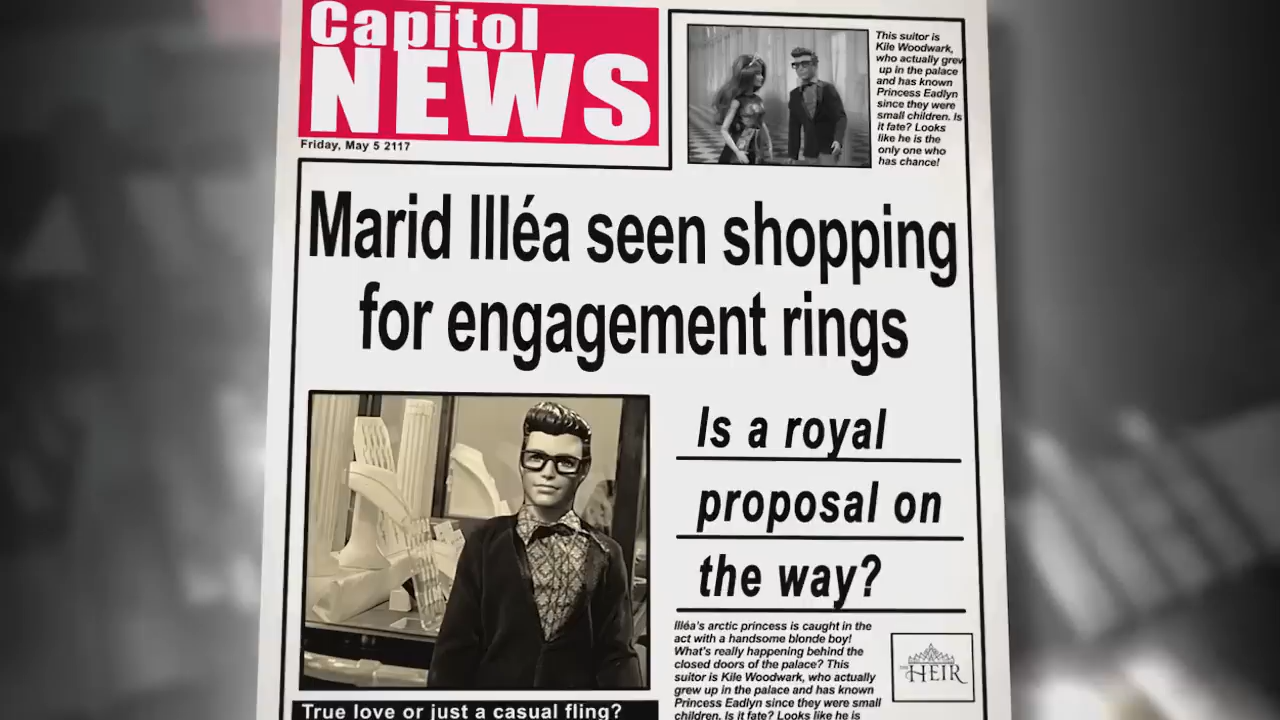 Capitol
NEWS
Friday, May 5 2117
This suitor is
Kile Woodwark,
who actually grew
up in the palace
and has known
Princess Eadlyn
since they were
small children. Is
it fate? Looks
like he is the
only one who
has chance!
Marid Illéa seen shopping
for engagement rings
Is a royal
proposal on
the way?
Illéa's arctic princess is caught in the
act with a handsome blonde boy!
What's really happening behind the
closed doors of the palace? This
suitor is Kile Woodwark, who actually
grew up in the palace and has known
Princess Eadlyn since they were small
children. Is it fate? Looks like he is
THE HEIR
True love or just a casual fling?